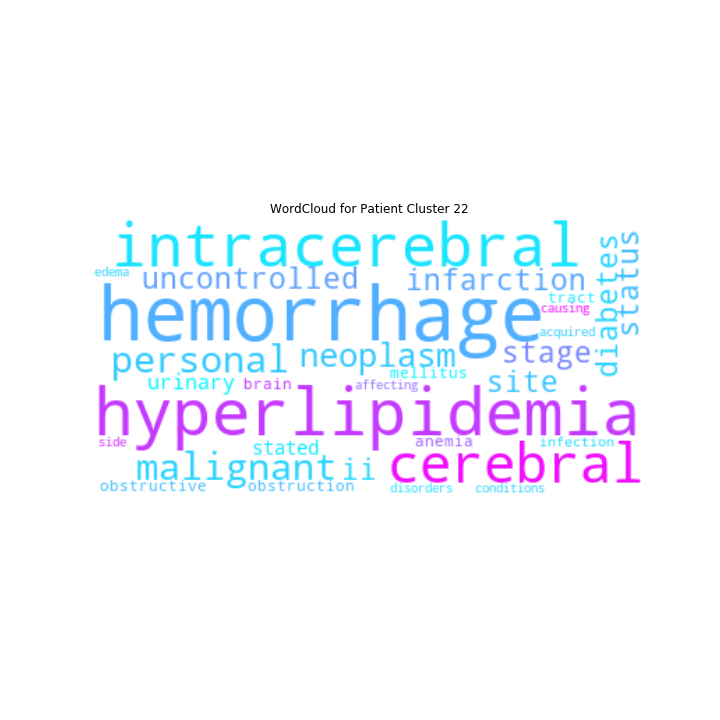 WordCloud for Patient Cluster 22
intracerebral
edema
uncontrolled
infarction
diabetes
status
hemorrhage
tract
causing
acquired
personal
neoplasm
stage
urinary
brain
mellitus
affecting
site
hyperlipidemia
side
stated
anemia
infection
malignant
ii
cerebral
obstructive
obstruction
disorders
conditions